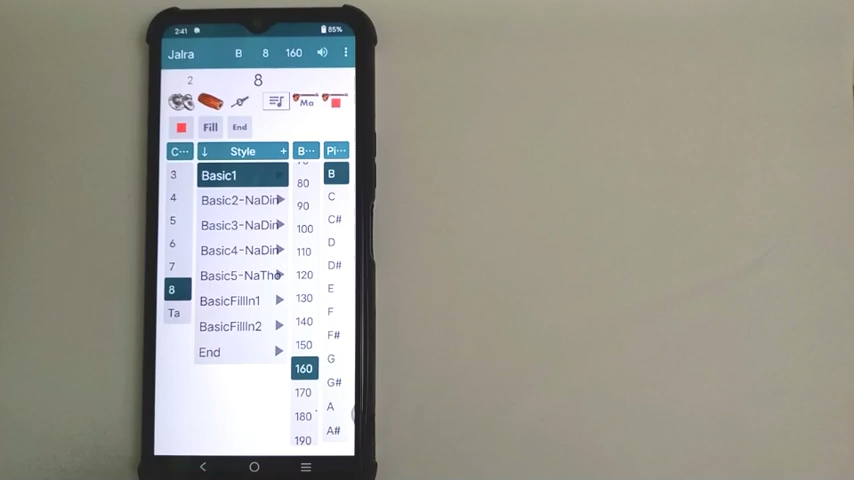 2:41 85%
Jalra B 8 160
2 8
Ma
Fill End
C··· ↓ Style + B··· Pi···
3 Basic1 B
4 Basic2-NaDin 80 C
5 Basic3-NaDin 90 C#
6 Basic4-NaDin 100 D
7 Basic5-NaTho 110 D#
8 BasicFillIn1 120 E
Ta BasicFillIn2 130 F
End 140 F#
150 G
160 G#
170 A
180 A#
190